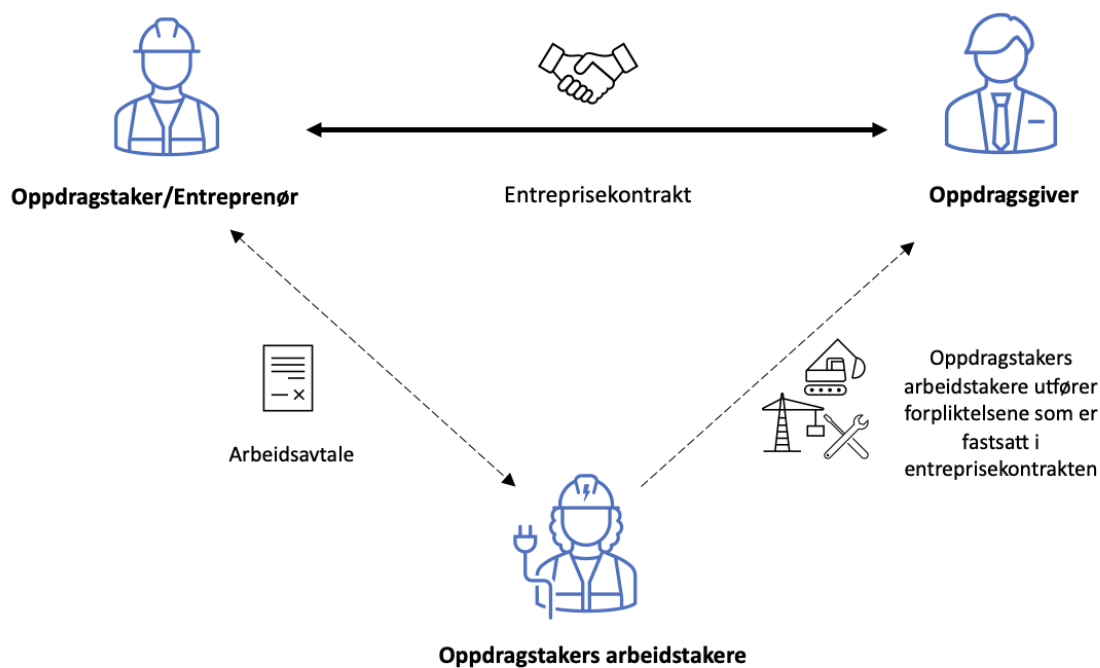 Oppdragstaker/Entreprenør
Entreprisekontrakt
Oppdragsgiver
Arbeidsavtale
Oppdragstakers
arbeidstakere utfører
forpliktelsene som er
fastsatt i
entreprisekontrakten
Oppdragstakers arbeidstakere